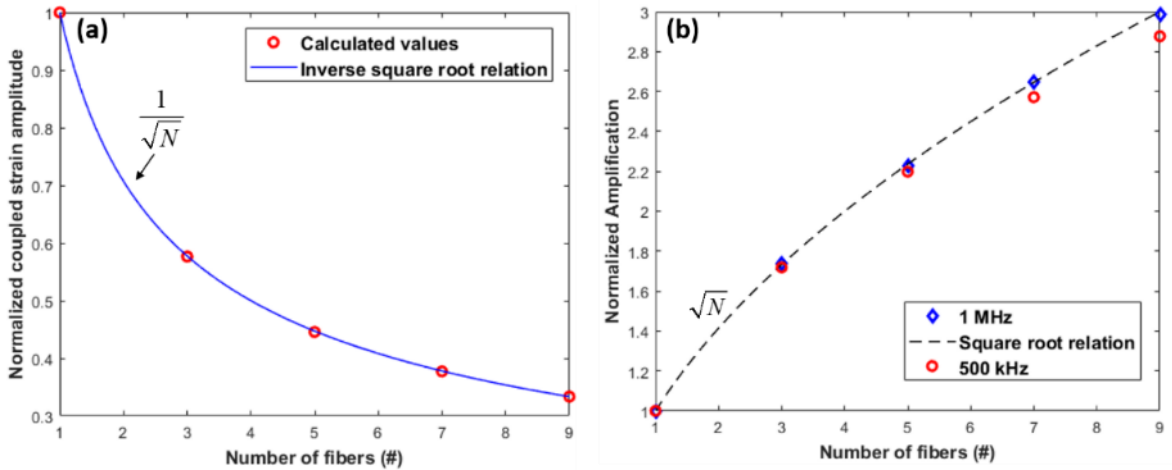 (a)
Calculated values
Inverse square root relation
1
√N
Normalized coupled strain amplitude
1
0.9
0.8
0.7
0.6
0.5
0.4
0.3
1 2 3 4 5 6 7 8 9
Number of fibers (#)
(b)
Normalized Amplification
3
2.8
2.6
2.4
2.2
2
1.8
1.6
1.4
1.2
1
√N
1 MHz
Square root relation
500 kHz
1 2 3 4 5 6 7 8 9
Number of fibers (#)